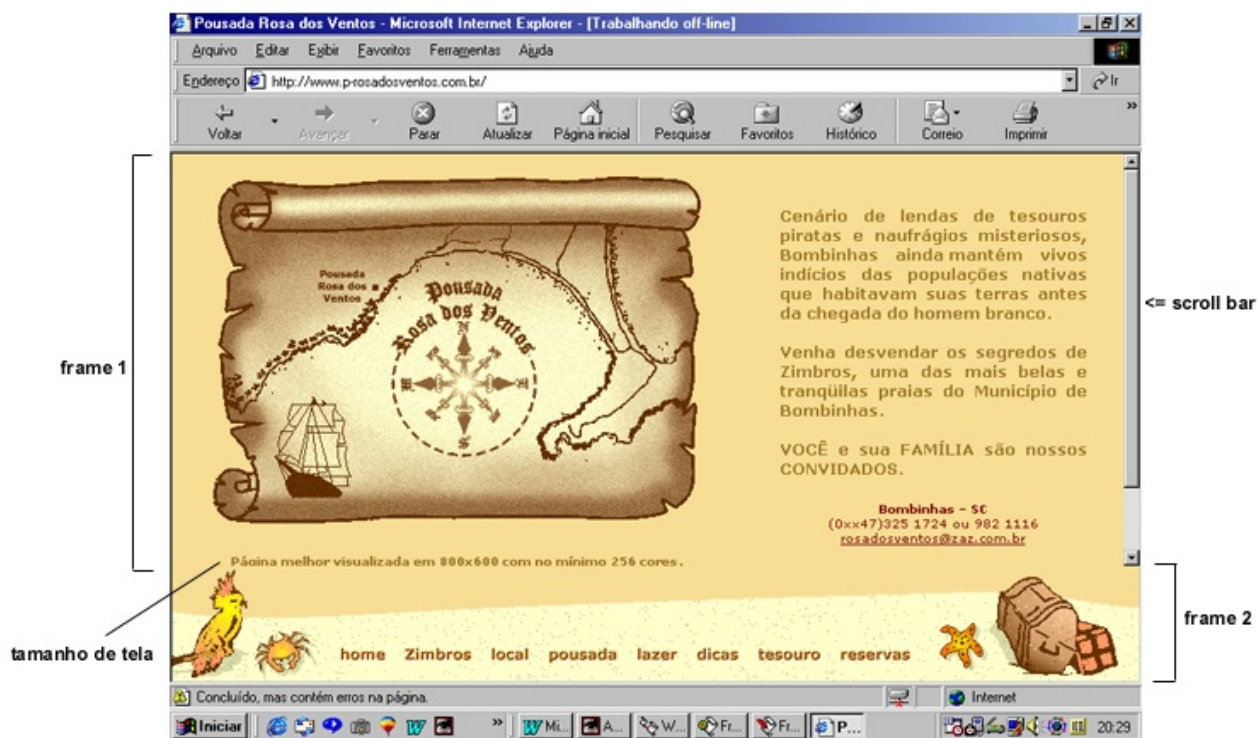 Pousada Rosa dos Ventos - Microsoft Internet Explorer - [Trabalhando off-line]
Arquivo Editar Exibir Favoritos Ferramentas Ajuda
Endereço http://www.p-rosadosventos.com.br/ Ir
Voltar Avançar Parar Atualizar Página inicial Pesquisar Favoritos Histórico Correio Imprimir »
Pousada
Rosa dos
Ventos
Pousada
Rosa dos Ventos
N
S
Cenário de lendas de tesouros
piratas e naufrágios misteriosos,
Bombinhas ainda mantém vivos
indícios das populações nativas
que habitavam suas terras antes
da chegada do homem branco.
Venha desvendar os segredos de
Zimbros, uma das mais belas e
tranqüilas praias do Município de
Bombinhas.
VOCÊ e sua FAMÍLIA são nossos
CONVIDADOS.
Bombinhas - SC
(0xx47)325 1724 ou 982 1116
rosadosventos@zaz.com.br
Página melhor visualizada em 800x600 com no mínimo 256 cores.
frame 1
<= scroll bar
frame 2
tamanho de tela
home Zimbros local pousada lazer dicas tesouro reservas
Concluído, mas contém erros na página. Internet
Iniciar » Mi... A... W... Fr... Fr... P... 20:29